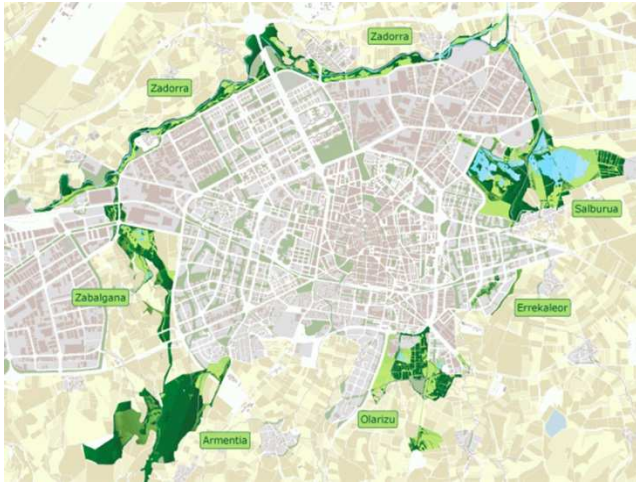 Zadorra
Zadorra
Salburua
Zabalgana
Errekaleor
Olarizu
Armentia